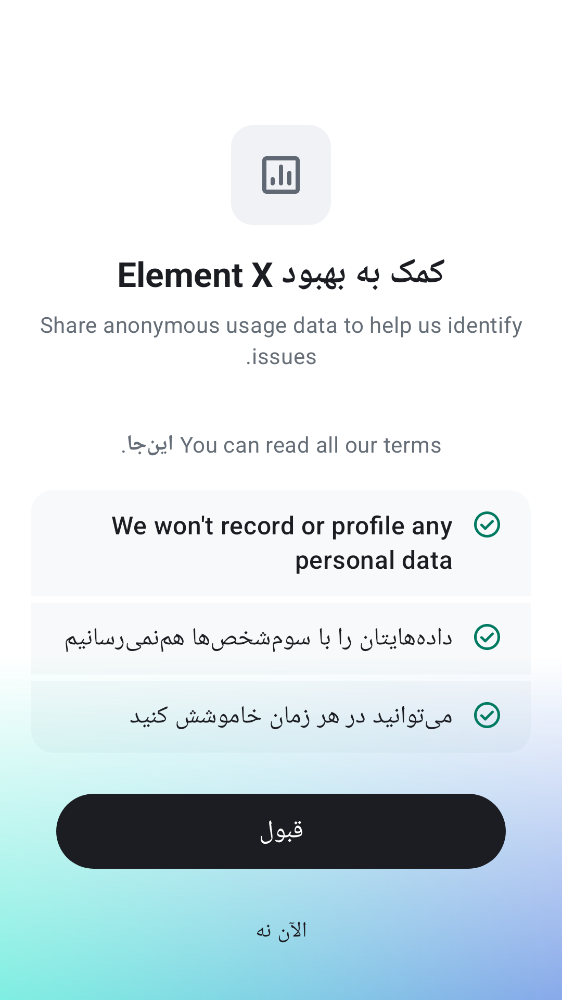 کمک به بهبود Element X
Share anonymous usage data to help us identify
issues.
You can read all our terms این‌جا.
We won't record or profile any
personal data
داده‌هایتان را با سوم‌شخص‌ها هم‌نمی‌رسانیم
می‌توانید در هر زمان خاموشش کنید
قبول
الآن نه